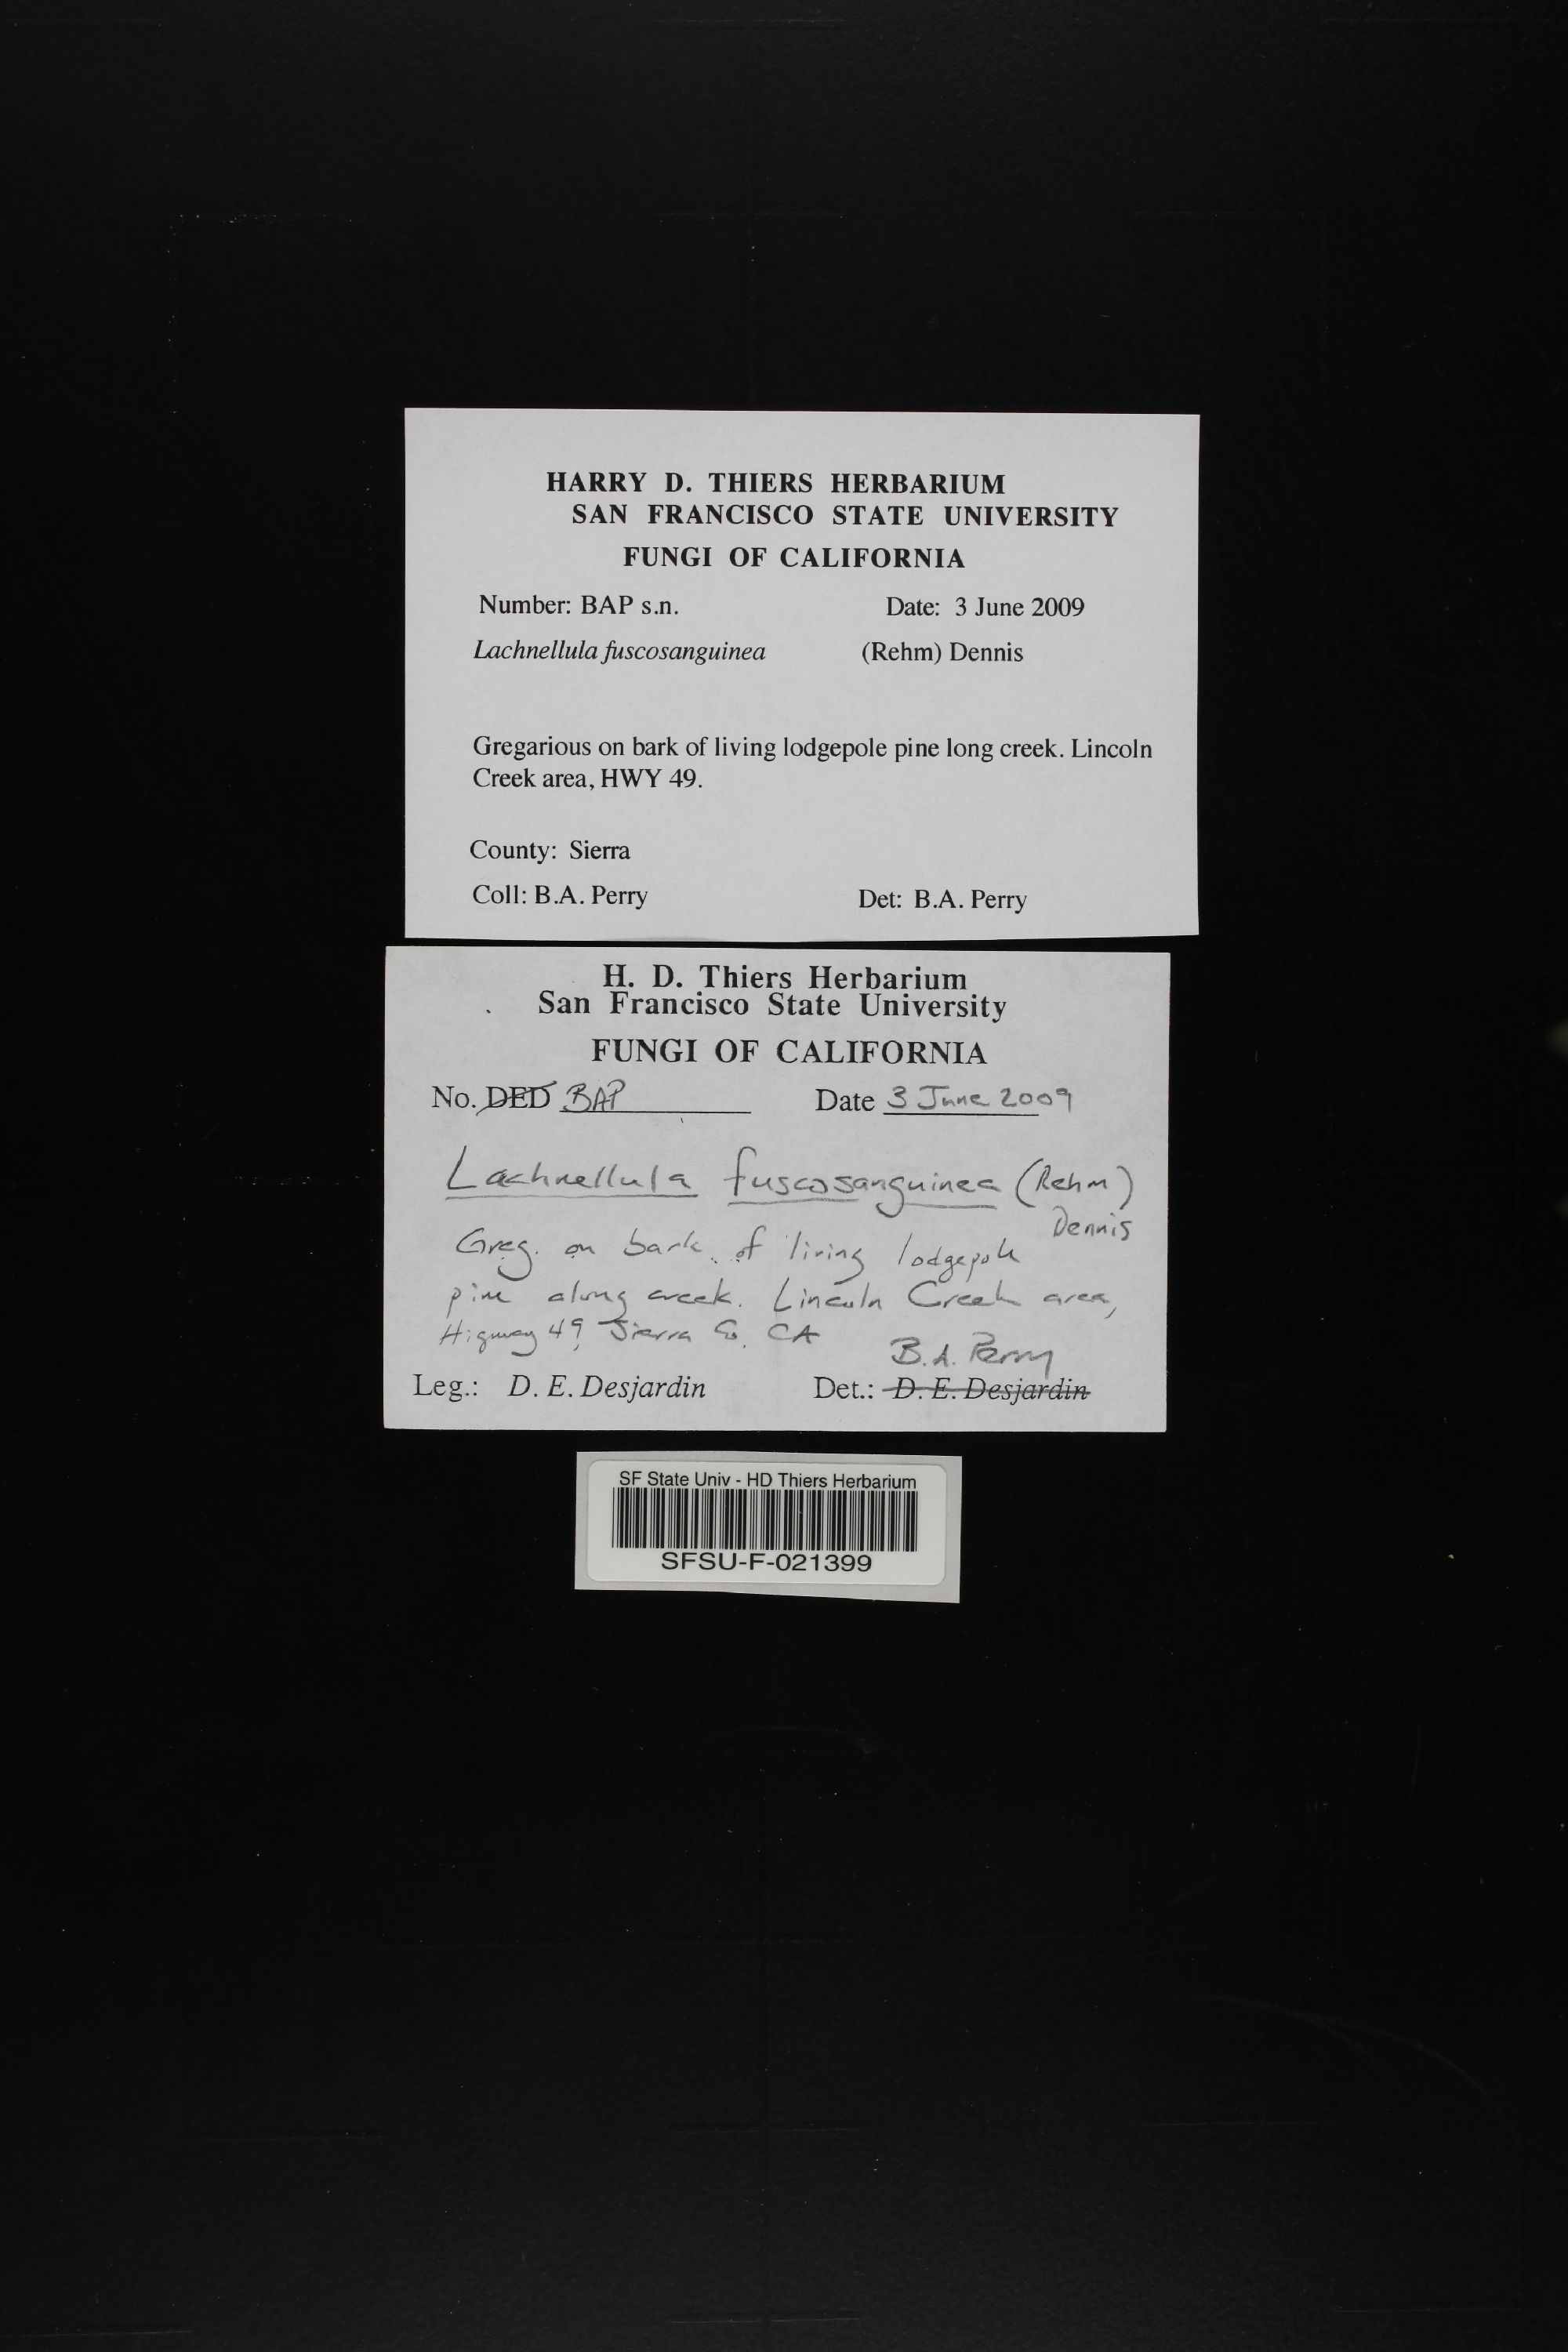 HARRY D. THIERS HERBARIUM
SAN FRANCISCO STATE UNIVERSITY
FUNGI OF CALIFORNIA
Number: BAP s.n. Date: 3 June 2009
Lachnellula fuscosanguinea (Rehm) Dennis
Gregarious on bark of living lodgepole pine long creek. Lincoln
Creek area, HWY 49.
County: Sierra
Coll: B.A. Perry Det: B.A. Perry
H. D. Thiers Herbarium
San Francisco State University
FUNGI OF CALIFORNIA
No. DED BAP Date 3 June 2009
Lachnellula fuscosanguinea (Rehm)
Dennis
Greg. on bark of living lodgepole
pine along creek. Lincoln Creek area,
Higway 49, Sierra Co. CA
B.A. Perry
Leg.: D. E. Desjardin Det.: D. E. Desjardin
SF State Univ - HD Thiers Herbarium
SFSU-F-021399